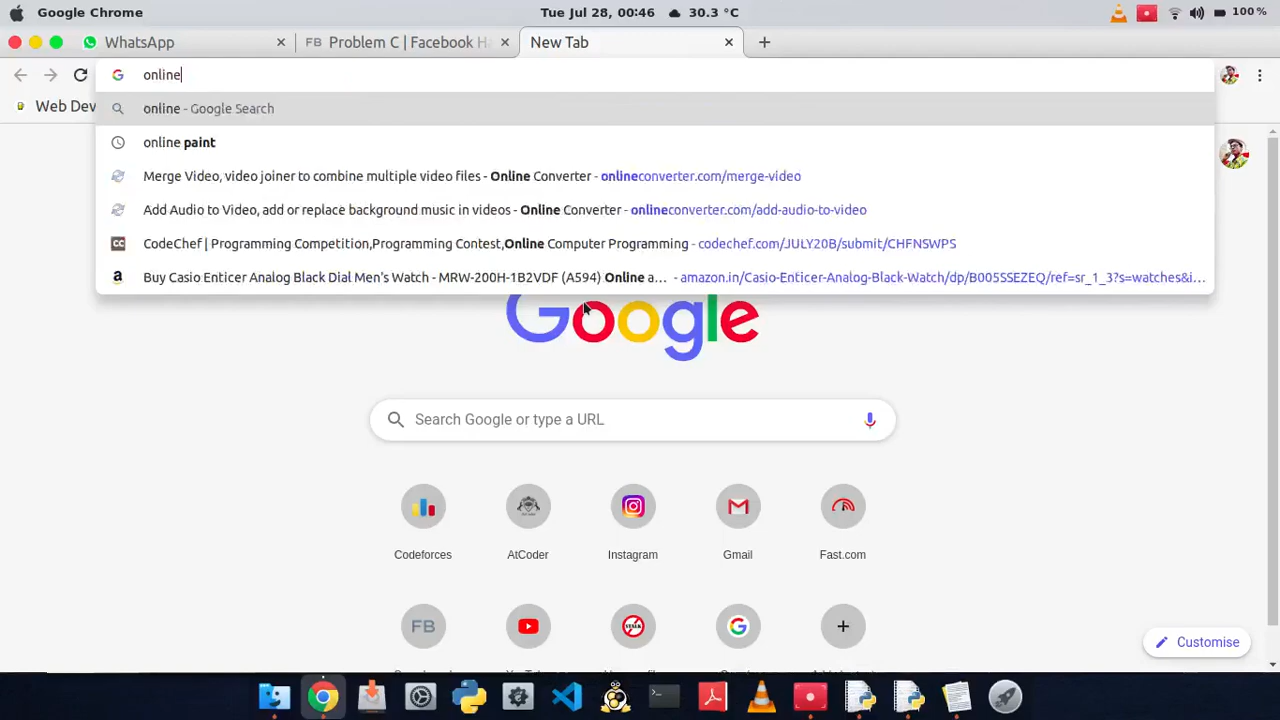 Google Chrome
Tue Jul 28, 00:46 30.3 °C
100%
WhatsApp
FB Problem C | Facebook Ha
New Tab
online
Web Dev
online - Google Search
online paint
Merge Video, video joiner to combine multiple video files - Online Converter - onlineconverter.com/merge-video
Add Audio to Video, add or replace background music in videos - Online Converter - onlineconverter.com/add-audio-to-video
CC CodeChef | Programming Competition,Programming Contest,Online Computer Programming - codechef.com/JULY20B/submit/CHFNSWPS
a Buy Casio Enticer Analog Black Dial Men's Watch - MRW-200H-1B2VDF (A594) Online a... - amazon.in/Casio-Enticer-Analog-Black-Watch/dp/B005SSEZEQ/ref=sr_1_3?s=watches&i...
Google
Search Google or type a URL
Codeforces
AtCoder
Instagram
Gmail
Fast.com
FB
Customise